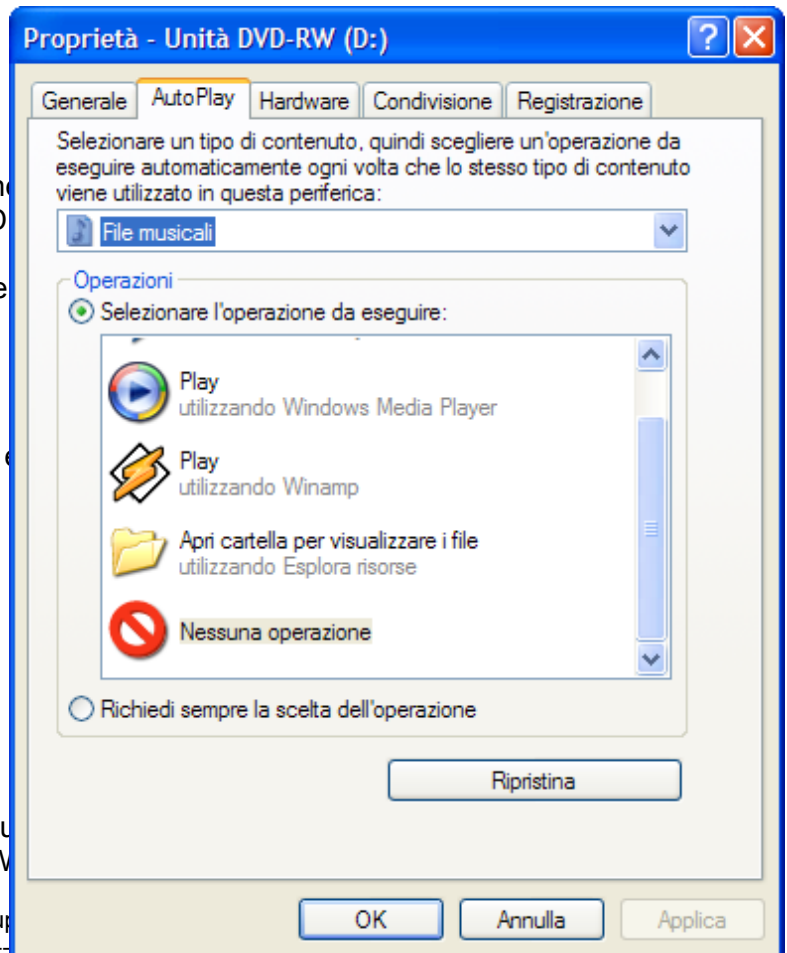 Proprietà - Unità DVD-RW (D:)
Generale AutoPlay Hardware Condivisione Registrazione
Selezionare un tipo di contenuto, quindi scegliere un'operazione da
eseguire automaticamente ogni volta che lo stesso tipo di contenuto
viene utilizzato in questa periferica:
File musicali
Operazioni
Selezionare l'operazione da eseguire:
Play
utilizzando Windows Media Player
Play
utilizzando Winamp
Apri cartella per visualizzare i file
utilizzando Esplora risorse
Nessuna operazione
Richiedi sempre la scelta dell'operazione
Ripristina
OK Annulla Applica